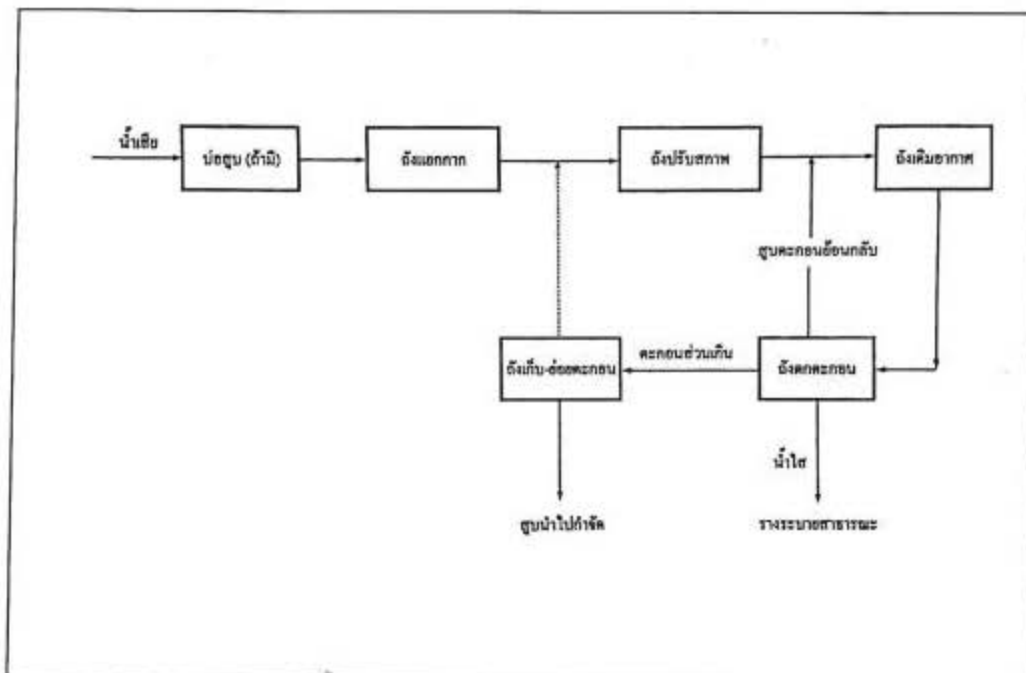 น้ำเสีย
บ่อสูบ (ถ้ามี)
ถังแยกกาก
ถังปรับสภาพ
ถังเติมอากาศ
สูบตะกอนย้อนกลับ
ถังเก็บ-ย่อยตะกอน
ตะกอนส่วนเกิน
ถังตกตะกอน
น้ำใส
สูบนำไปกำจัด
รางระบายสาธารณะ